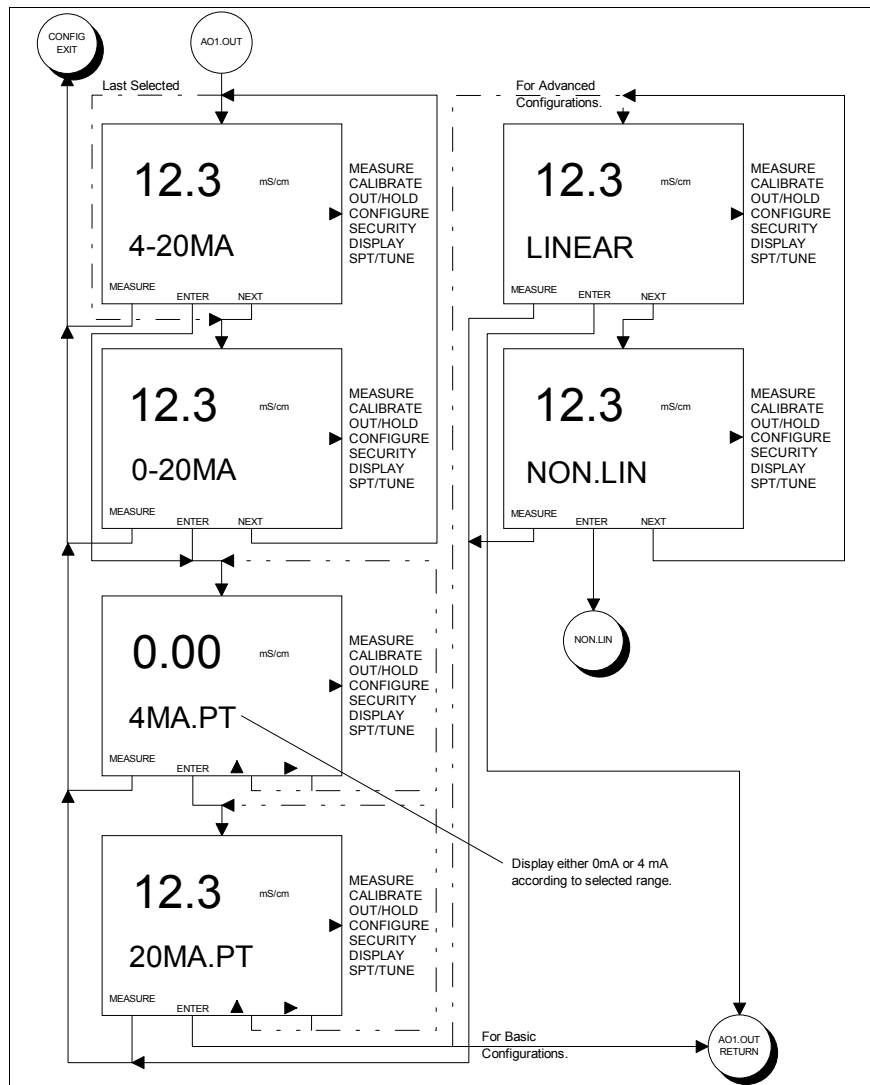 CONFIG
EXIT
AO1.OUT
Last Selected
12.3
mS/cm
4-20MA
MEASURE
ENTER
NEXT
MEASURE
CALIBRATE
OUT/HOLD
CONFIGURE
SECURITY
DISPLAY
SPT/TUNE
12.3
mS/cm
0-20MA
MEASURE
ENTER
NEXT
MEASURE
CALIBRATE
OUT/HOLD
CONFIGURE
SECURITY
DISPLAY
SPT/TUNE
0.00
mS/cm
4MA.PT
MEASURE
ENTER
MEASURE
CALIBRATE
OUT/HOLD
CONFIGURE
SECURITY
DISPLAY
SPT/TUNE
Display either 0mA or 4 mA
according to selected range.
12.3
mS/cm
20MA.PT
MEASURE
ENTER
MEASURE
CALIBRATE
OUT/HOLD
CONFIGURE
SECURITY
DISPLAY
SPT/TUNE
For Basic
Configurations.
For Advanced
Configurations.
12.3
mS/cm
LINEAR
MEASURE
ENTER
NEXT
MEASURE
CALIBRATE
OUT/HOLD
CONFIGURE
SECURITY
DISPLAY
SPT/TUNE
12.3
mS/cm
NON.LIN
MEASURE
ENTER
NEXT
MEASURE
CALIBRATE
OUT/HOLD
CONFIGURE
SECURITY
DISPLAY
SPT/TUNE
NON.LIN
AO1.OUT
RETURN